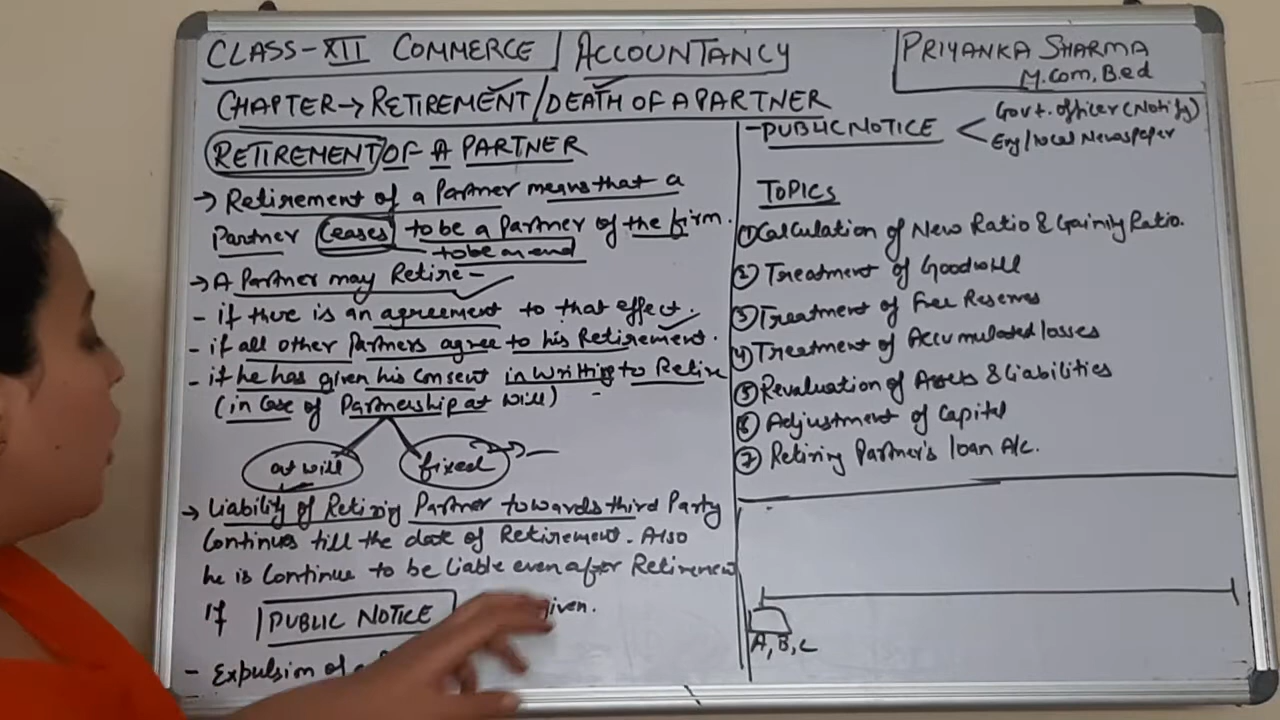 CLASS-XII COMMERCE / ACCOUNTANCY
PRIYANKA SHARMA
M.Com, B.ed
CHAPTER → RETIREMENT / DEATH OF A PARTNER
RETIREMENT OF A PARTNER
→ Retirement of a Partner means that a
Partner Ceases to be a Partner of the firm.
to be an end
→ A Partner may Retire -
- if there is an agreement to that effect.
- if all other Partners agree to his Retirement.
- if he has given his Consent in writing to Retire
(in Case of Partnership at will)
at will fixed
→ Liability of Retiring Partner towards third Party
Continues till the date of Retirement. Also
he is Continue to be liable even after Retirement
If PUBLIC NOTICE given.
- Expulsion of a
- PUBLIC NOTICE < Govt. officer (Notify)
Eng/local Newspaper
TOPICS
① Calculation of New Ratio & Gaining Ratio.
② Treatment of Goodwill
③ Treatment of Free Reserves
④ Treatment of Accumulated losses
⑤ Revaluation of Assets & Liabilities
⑥ Adjustment of Capital
⑦ Retiring Partner's loan A/c.
A, B, C